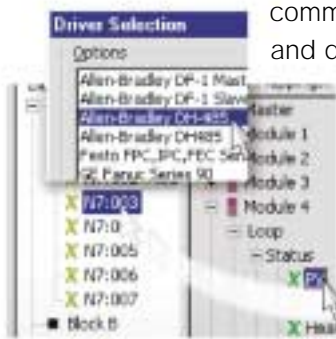 comm
and c
Driver Selection
Options
Allen-Bradley DF-1 Mast
Allen-Bradley DF-1 Slave
Allen-Bradley DH-485
Allen-Bradley DH485
Festo FPC,IPC,FEC Seri
GE Fanuc Series 90
Master
Module 1
Module 2
Module 3
Module 4
Loop
Status
PV
N7:003
N7:0
N7:005
N7:006
N7:007
Block B